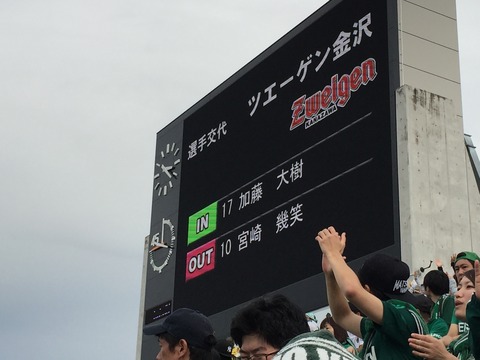 ツエーゲン金沢
Zweigen
KANAZAWA
選手交代
IN 17 加藤 大樹
OUT 10 宮崎 幾笑